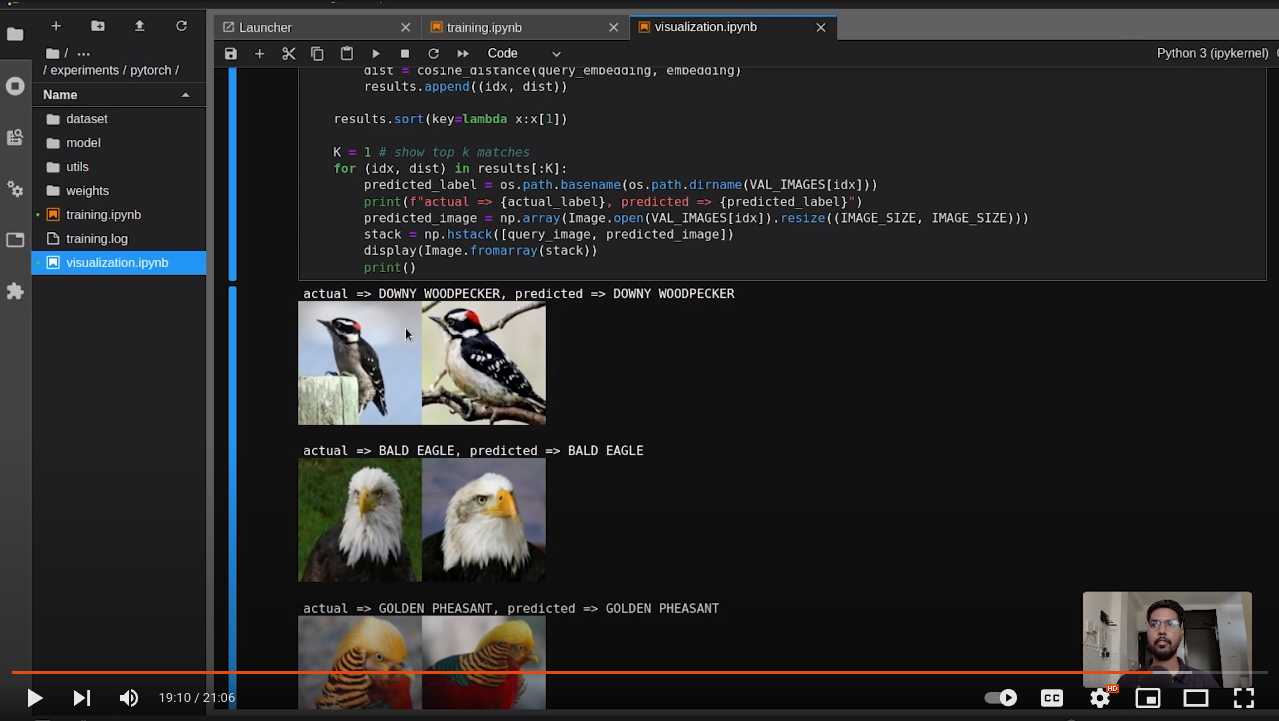 Launcher
training.ipynb
visualization.ipynb
Code
Python 3 (ipykernel)
/ …
/ experiments / pytorch /
Name
dataset
model
utils
weights
training.ipynb
training.log
visualization.ipynb
dist = cosine_distance(query_embedding, embedding)
results.append((idx, dist))
results.sort(key=lambda x:x[1])
K = 1 # show top k matches
for (idx, dist) in results[:K]:
predicted_label = os.path.basename(os.path.dirname(VAL_IMAGES[idx]))
print(f"actual => {actual_label}, predicted => {predicted_label}")
predicted_image = np.array(Image.open(VAL_IMAGES[idx]).resize((IMAGE_SIZE, IMAGE_SIZE)))
stack = np.hstack([query_image, predicted_image])
display(Image.fromarray(stack))
print()
actual => DOWNY WOODPECKER, predicted => DOWNY WOODPECKER
actual => BALD EAGLE, predicted => BALD EAGLE
actual => GOLDEN PHEASANT, predicted => GOLDEN PHEASANT
19:10 / 21:06
CC
HD